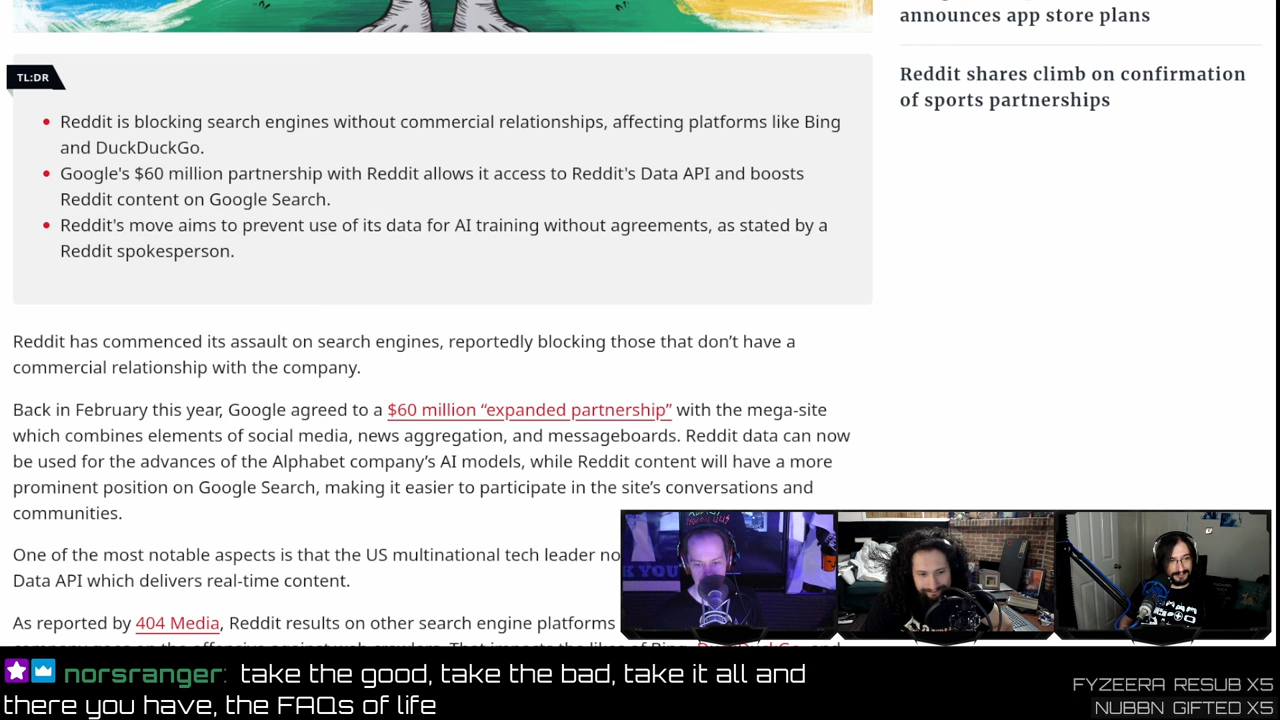 announces app store plans
Reddit shares climb on confirmation
of sports partnerships
TL:DR
Reddit is blocking search engines without commercial relationships, affecting platforms like Bing
and DuckDuckGo.
Google's $60 million partnership with Reddit allows it access to Reddit's Data API and boosts
Reddit content on Google Search.
Reddit's move aims to prevent use of its data for AI training without agreements, as stated by a
Reddit spokesperson.
Reddit has commenced its assault on search engines, reportedly blocking those that don’t have a
commercial relationship with the company.
Back in February this year, Google agreed to a $60 million “expanded partnership” with the mega-site
which combines elements of social media, news aggregation, and messageboards. Reddit data can now
be used for the advances of the Alphabet company’s AI models, while Reddit content will have a more
prominent position on Google Search, making it easier to participate in the site’s conversations and
communities.
One of the most notable aspects is that the US multinational tech leader no
Data API which delivers real-time content.
As reported by 404 Media, Reddit results on other search engine platforms
norsranger: take the good, take the bad, take it all and
there you have, the FAQs of life
FYZEERA RESUB X5
NUBBN GIFTED X5